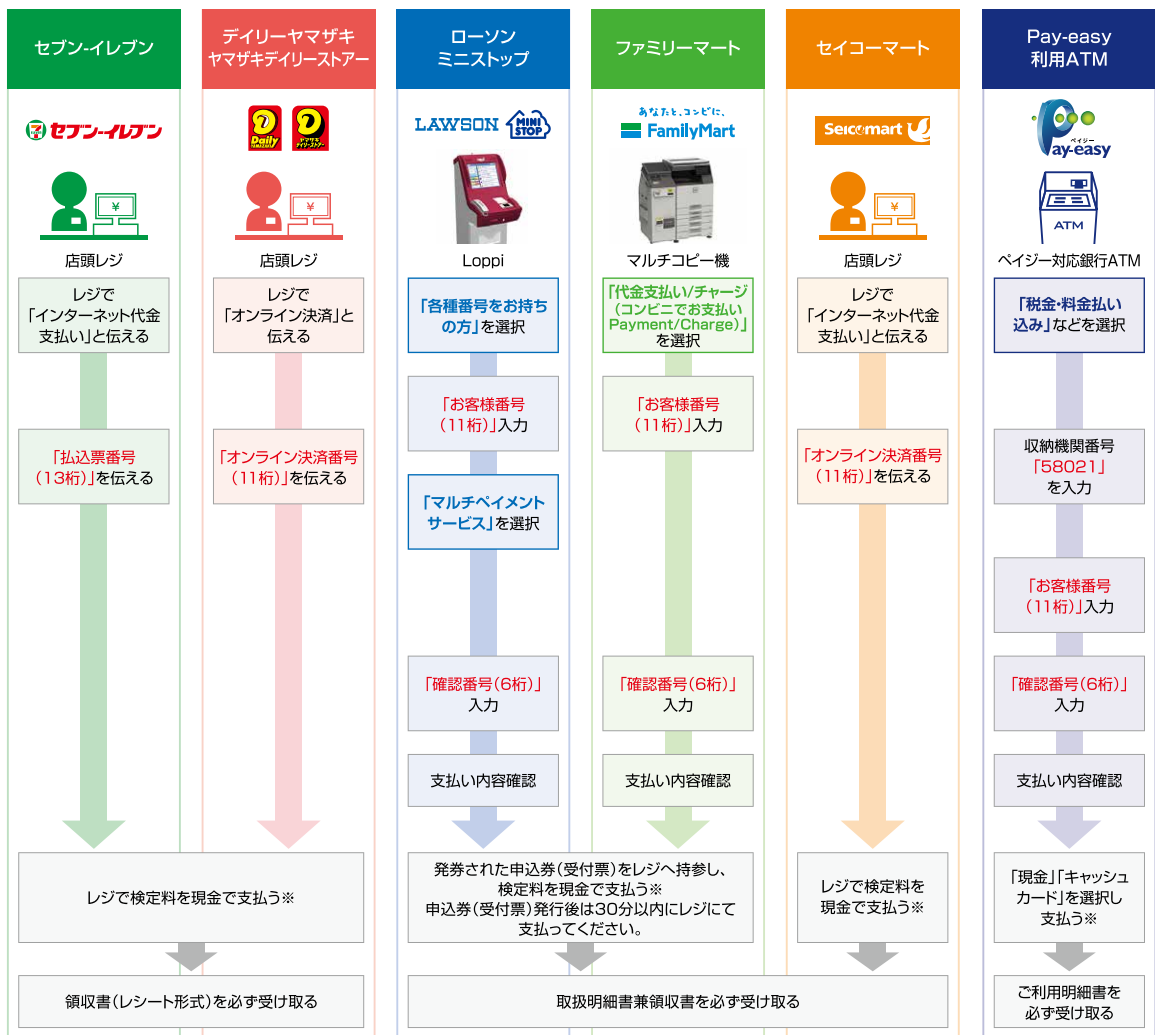 セブン-イレブン
デイリーヤマザキ
ヤマザキデイリーストアー
ローソン
ミニストップ
ファミリーマート
セイコーマート
Pay-easy
利用ATM
セブン-イレブン
Daily
YAMAZAKI
ヤマザキ
デイリーストアー
LAWSON
MINI
STOP
あなたと、コンビに、
FamilyMart
Seicomart
ペイジー
Pay-easy
¥
¥
¥
ATM
店頭レジ
店頭レジ
Loppi
マルチコピー機
店頭レジ
ペイジー対応銀行ATM
レジで
「インターネット代金
支払い」と伝える
レジで
「オンライン決済」と
伝える
「各種番号をお持ち
の方」を選択
「代金支払い/チャージ
(コンビニでお支払い
Payment/Charge)」
を選択
レジで
「インターネット代金
支払い」と伝える
「税金・料金払い
込み」などを選択
「お客様番号
(11桁)」入力
「お客様番号
(11桁)」入力
「払込票番号
(13桁)」を伝える
「オンライン決済番号
(11桁)」を伝える
「マルチペイメント
サービス」を選択
「オンライン決済番号
(11桁)」を伝える
収納機関番号
「58021」
を入力
「お客様番号
(11桁)」入力
「確認番号(6桁)」
入力
「確認番号(6桁)」
入力
「確認番号(6桁)」
入力
支払い内容確認
支払い内容確認
支払い内容確認
レジで検定料を現金で支払う※
発券された申込券(受付票)をレジへ持参し、
検定料を現金で支払う※
申込券(受付票)発行後は30分以内にレジにて
支払ってください。
レジで検定料を
現金で支払う※
「現金」「キャッシュ
カード」を選択し
支払う※
領収書(レシート形式)を必ず受け取る
取扱明細書兼領収書を必ず受け取る
ご利用明細書を
必ず受け取る